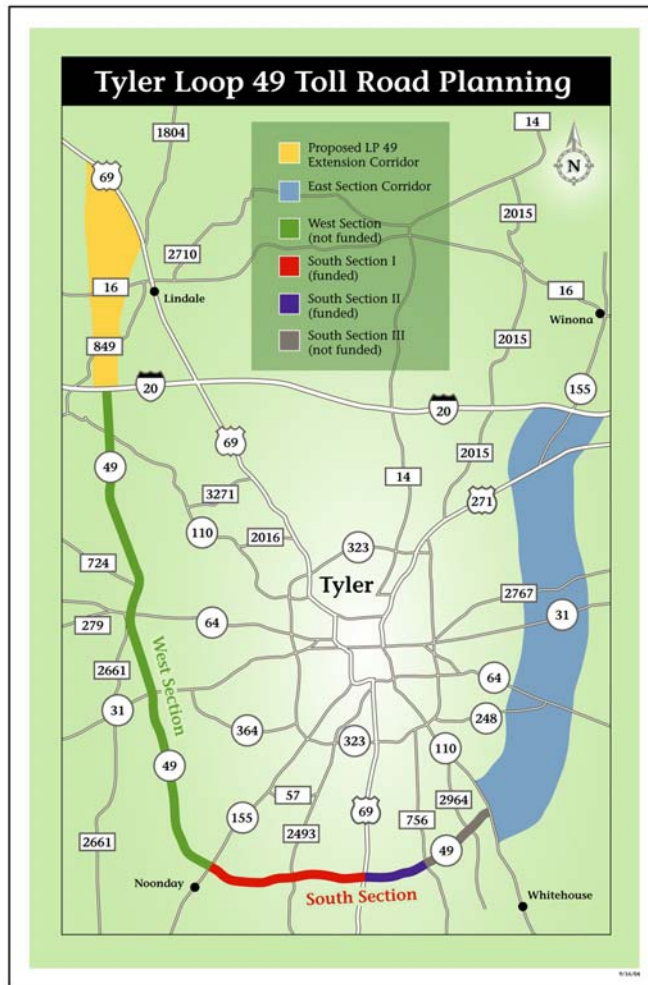 Tyler Loop 49 Toll Road Planning
Proposed LP 49
Extension Corridor
East Section Corridor
West Section
(not funded)
South Section I
(funded)
South Section II
(funded)
South Section III
(not funded)
N
1804
14
69
2015
2710
16
Lindale
16
Winona
849
2015
20
155
20
69
2015
49
14
271
3271
110
2016
323
724
Tyler
2767
31
279
64
West Section
2661
64
31
248
364
323
110
49
57
2964
155
69
756
2661
2493
49
Noonday
South Section
Whitehouse
9/16/04